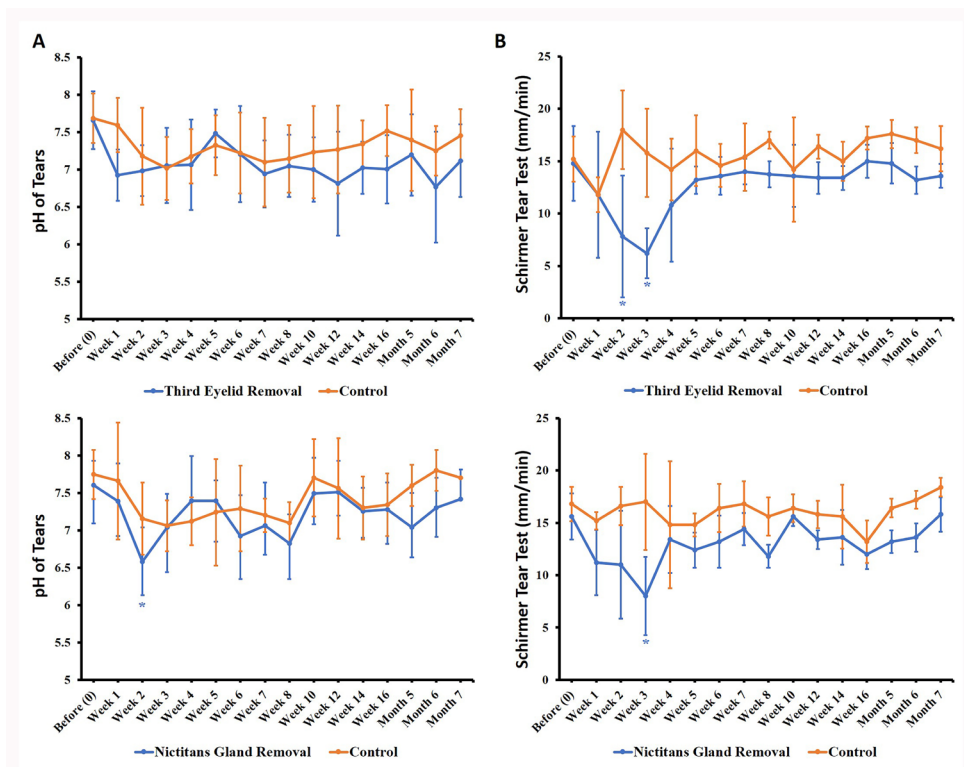 A
8.5
8
7.5
7
6.5
6
5.5
5
pH of Tears
Before (0)
Week 1
Week 2
Week 3
Week 4
Week 5
Week 6
Week 7
Week 8
Week 10
Week 12
Week 14
Week 16
Month 5
Month 6
Month 7
Third Eyelid Removal
Control
B
25
20
15
10
5
0
Schirmer Tear Test (mm/min)
*
*
Before (0)
Week 1
Week 2
Week 3
Week 4
Week 5
Week 6
Week 7
Week 8
Week 10
Week 12
Week 14
Week 16
Month 5
Month 6
Month 7
Third Eyelid Removal
Control
8.5
8
7.5
7
6.5
6
5.5
5
pH of Tears
*
Before (0)
Week 1
Week 2
Week 3
Week 4
Week 5
Week 6
Week 7
Week 8
Week 10
Week 12
Week 14
Week 16
Month 5
Month 6
Month 7
Nictitans Gland Removal
Control
25
20
15
10
5
0
Schirmer Tear Test (mm/min)
*
Before (0)
Week 1
Week 2
Week 3
Week 4
Week 5
Week 6
Week 7
Week 8
Week 10
Week 12
Week 14
Week 16
Month 5
Month 6
Month 7
Nictitans Gland Removal
Control